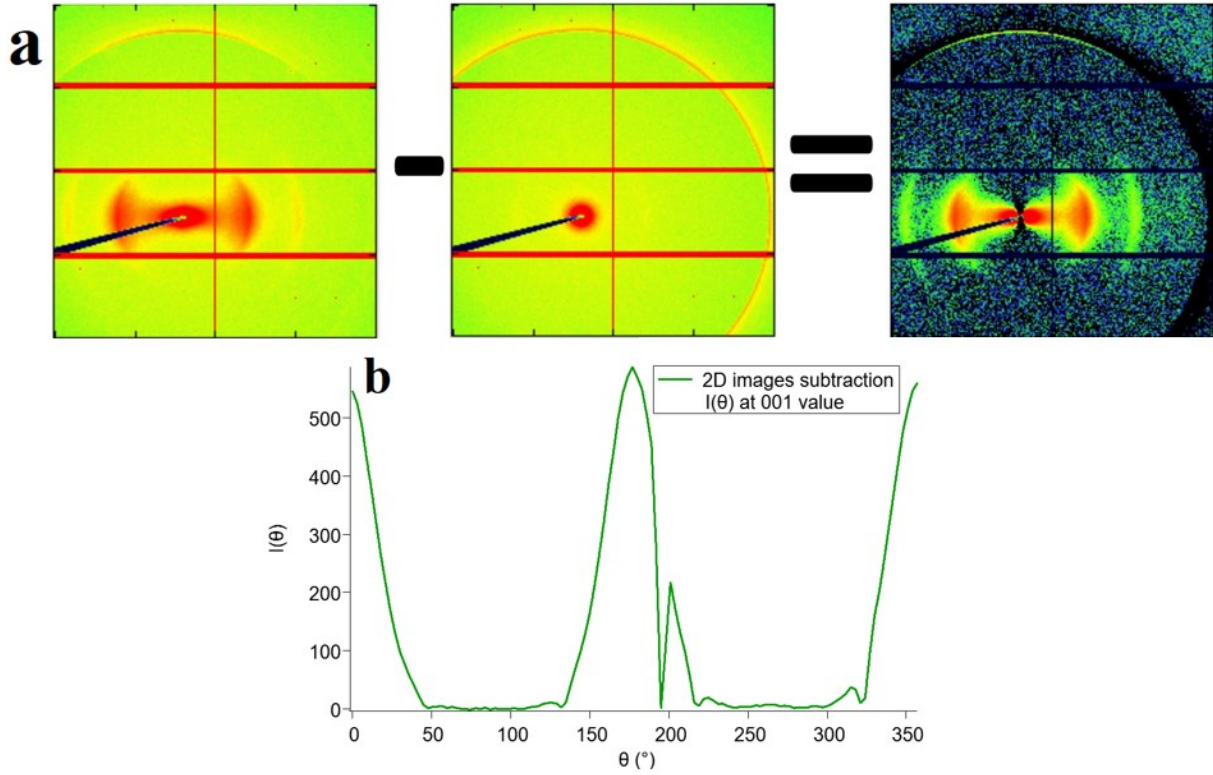 a
b
2D images subtraction
I(θ) at 001 value
500
400
300
200
100
0
I(θ)
0 50 100 150 200 250 300 350
θ (°)